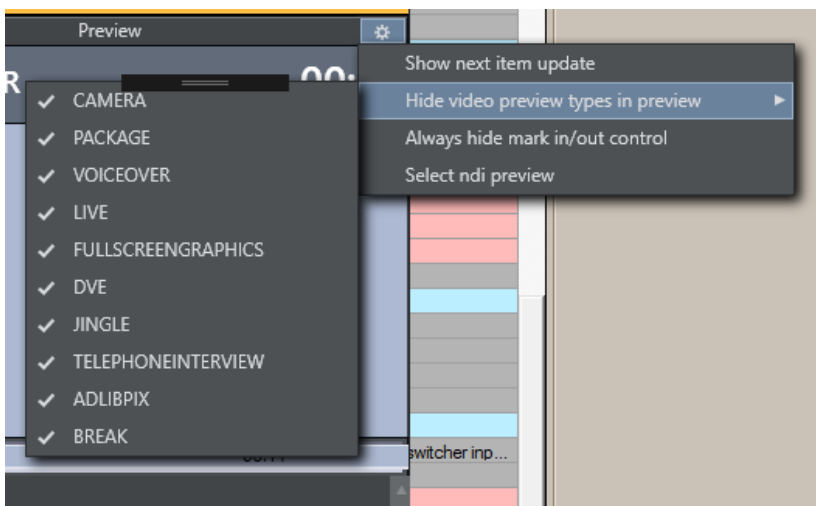 Preview
R
00:
Show next item update
Hide video preview types in preview
Always hide mark in/out control
Select ndi preview
CAMERA
PACKAGE
VOICEOVER
LIVE
FULLSCREENGRAPHICS
DVE
JINGLE
TELEPHONEINTERVIEW
ADLIBPIX
BREAK
switcher inp...